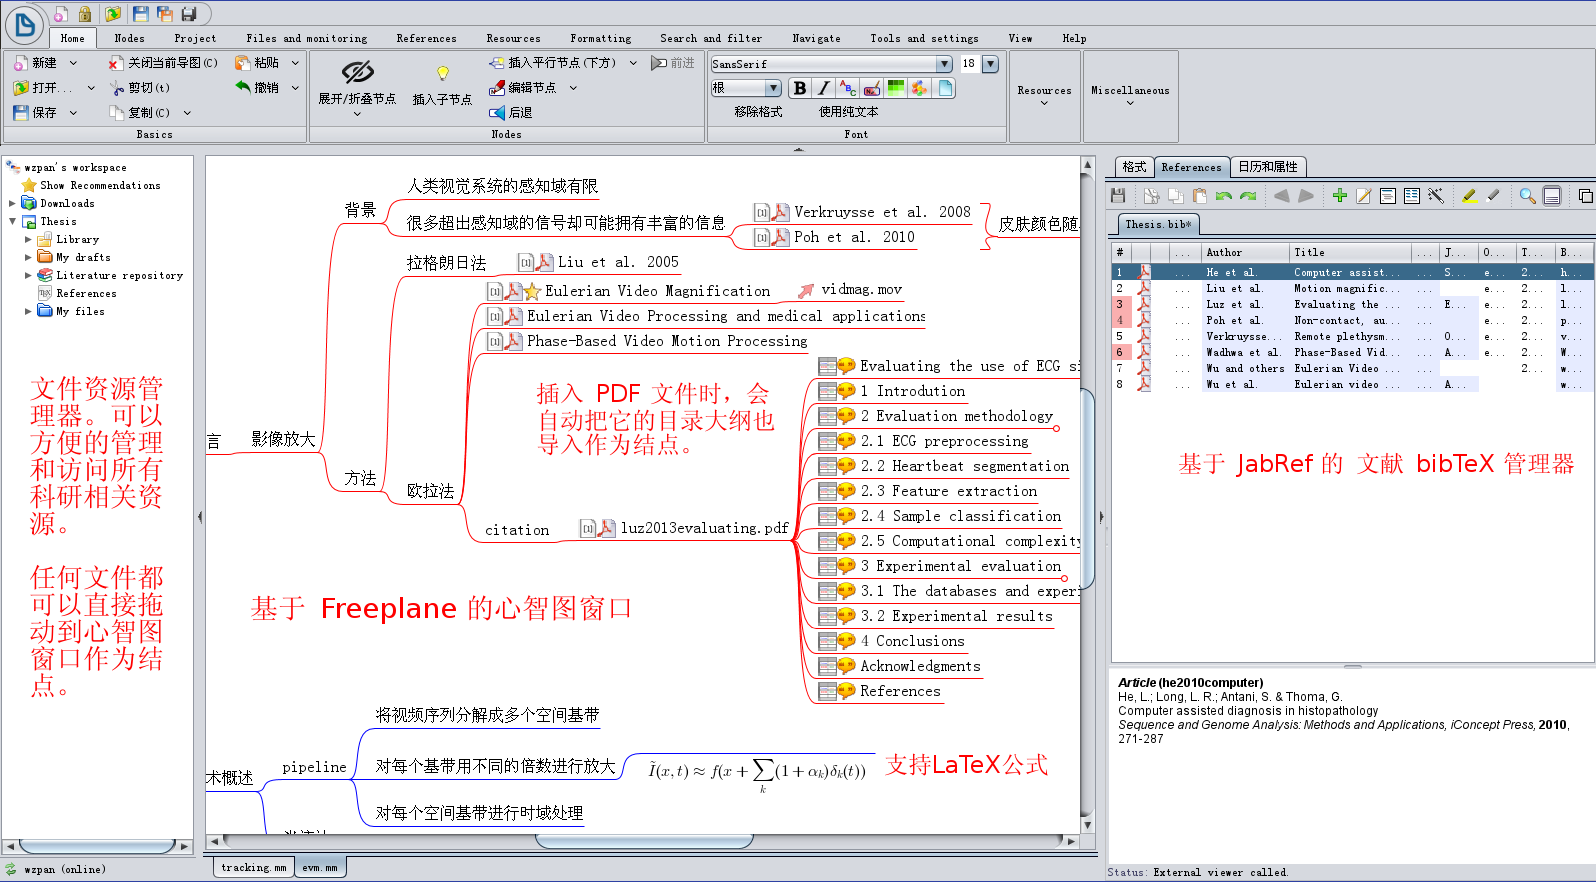 Home Nodes Project Files and monitoring References Resources Formatting Search and filter Navigate Tools and settings View Help
新建 关闭当前导图(C) 粘贴
打开... 剪切(t) 撤销
保存 复制(C)
Basics
展开/折叠节点 插入子节点
插入平行节点(下方) 前进
编辑节点
后退
Nodes
SansSerif 18
根 B I
移除格式 使用纯文本
Font
Resources
Miscellaneous
wzpan's workspace
Show Recommendations
Downloads
Thesis
Library
My drafts
Literature repository
References
My files
文件资源管
理器。可以
方便的管理
和访问所有
科研相关资
源。
任何文件都
可以直接拖
动到心智图
窗口作为结
点。
wzpan (online)
人类视觉系统的感知域有限
背景
很多超出感知域的信号却可能拥有丰富的信息
Verkruysse et al. 2008
Poh et al. 2010
皮肤颜色随
拉格朗日法
Liu et al. 2005
Eulerian Video Magnification
vidmag.mov
Eulerian Video Processing and medical applications
Phase-Based Video Motion Processing
言 影像放大
方法
欧拉法
citation
luz2013evaluating.pdf
插入 PDF 文件时，会
自动把它的目录大纲也
导入作为结点。
Evaluating the use of ECG si
1 Introdution
2 Evaluation methodology
2.1 ECG preprocessing
2.2 Heartbeat segmentation
2.3 Feature extraction
2.4 Sample classification
2.5 Computational complexity
3 Experimental evaluation
3.1 The databases and experi
3.2 Experimental results
4 Conclusions
Acknowledgments
References
基于 Freeplane 的心智图窗口
将视频序列分解成多个空间基带
术概述 pipeline
对每个基带用不同的倍数进行放大
Ĩ(x, t) ≈ f(x + ∑k (1 + αk)δk(t))
支持LaTeX公式
对每个空间基带进行时域处理
tracking.mm evm.mm
格式 References 日历和属性
Thesis.bib*
# ... Author Title ... J... O... T... B...
1 ... He et al. Computer assist... ... S... e... 2... h...
2 ... Liu et al. Motion magnific... ... e... 2... l...
3 ... Luz et al. Evaluating the ... ... E... e... 2... l...
4 ... Poh et al. Non-contact, au... ... e... 2... p...
5 ... Verkruysse... Remote plethysm... ... O... e... 2... v...
6 ... Wadhwa et al. Phase-Based Vid... ... A... e... 2... W...
7 ... Wu and others Eulerian Video ... ... 2... w...
8 ... Wu et al. Eulerian video ... ... A... w...
基于 JabRef 的 文献 bibTeX 管理器
Article (he2010computer)
He, L.; Long, L. R.; Antani, S. & Thoma, G.
Computer assisted diagnosis in histopathology
Sequence and Genome Analysis: Methods and Applications, iConcept Press, 2010,
271-287
Status: External viewer called.